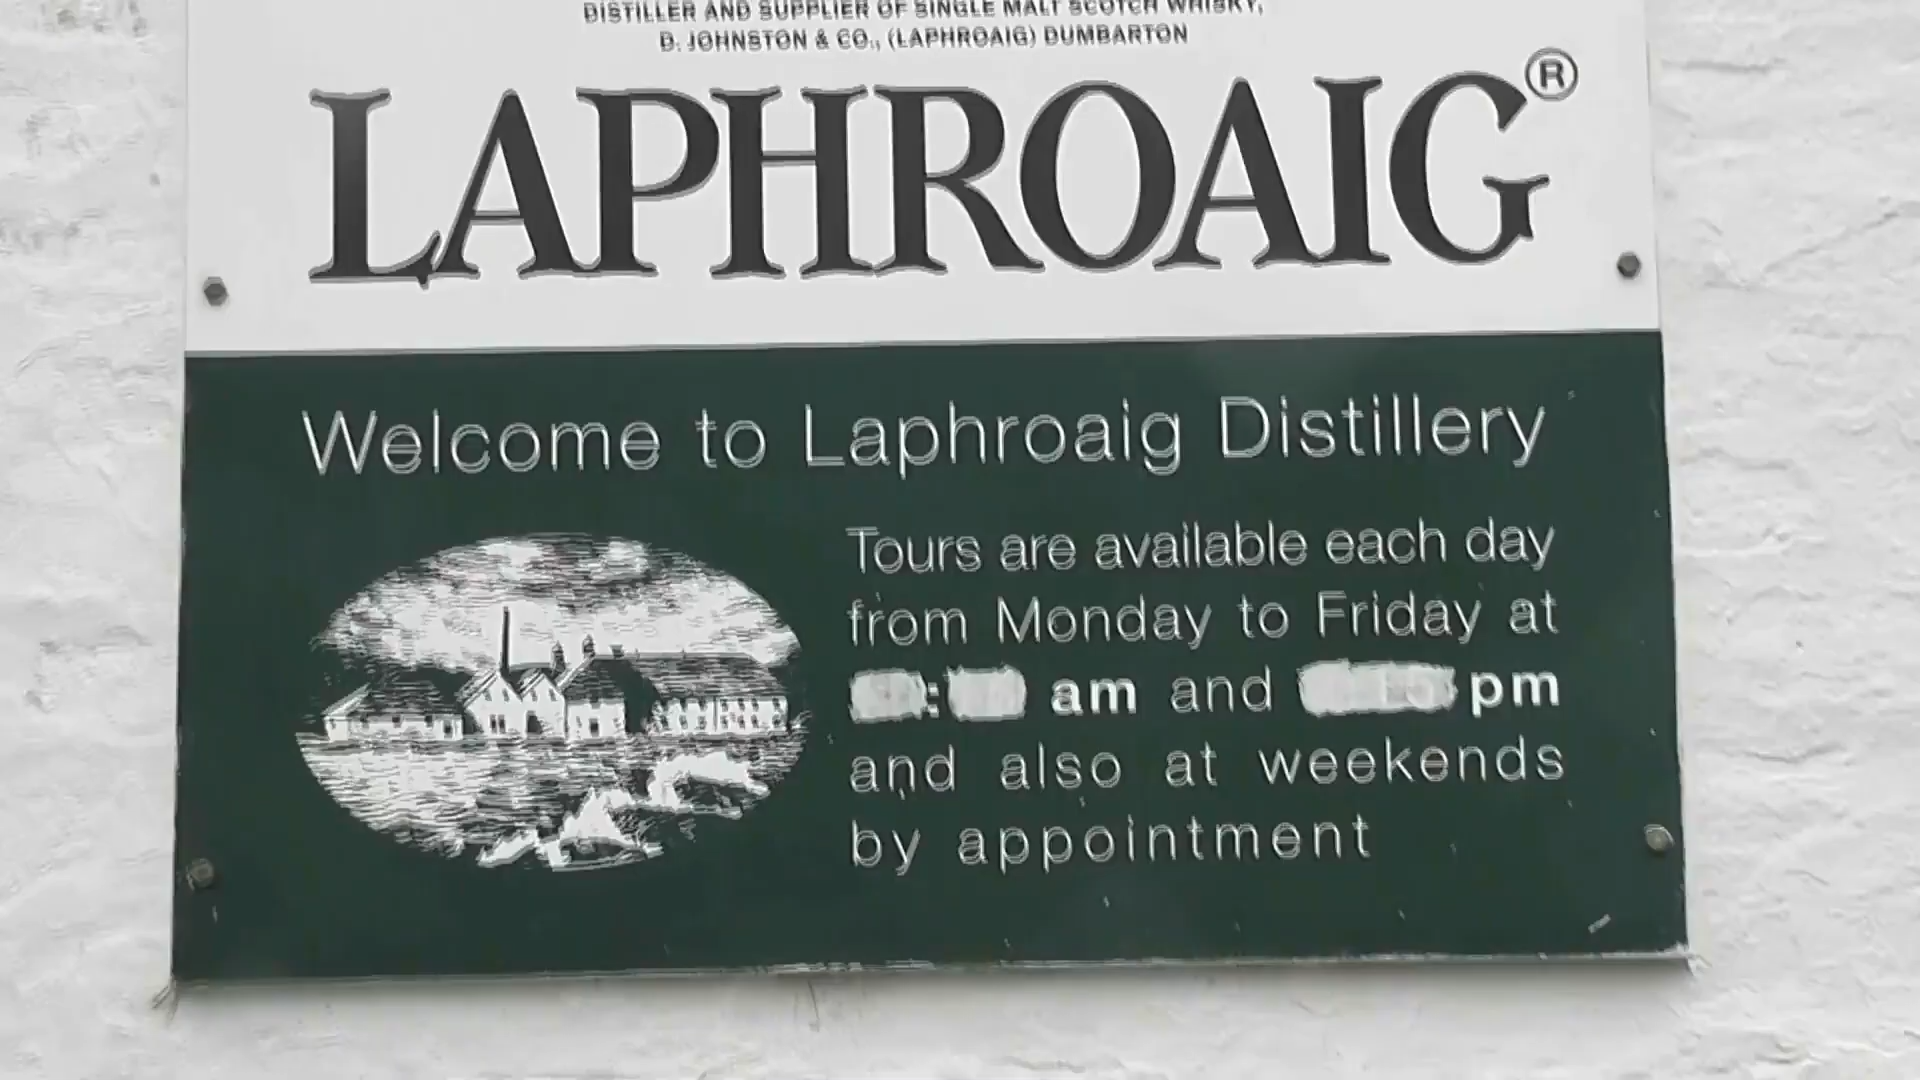 DISTILLER AND SUPPLIER OF SINGLE MALT SCOTCH WHISKY,
D. JOHNSTON & CO., (LAPHROAIG) DUMBARTON
LAPHROAIG®
Welcome to Laphroaig Distillery
Tours are available each day
from Monday to Friday at
: am and pm
and also at weekends
by appointment